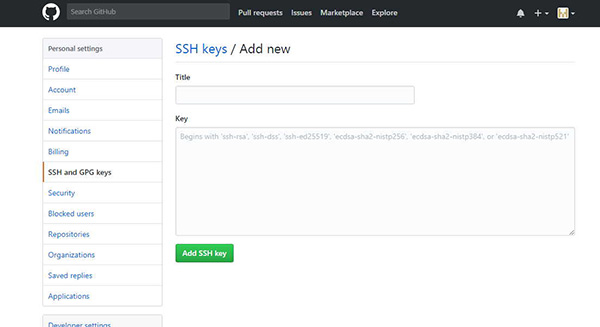 Search GitHub
Pull requests Issues Marketplace Explore
Personal settings
Profile
Account
Emails
Notifications
Billing
SSH and GPG keys
Security
Blocked users
Repositories
Organizations
Saved replies
Applications
Developer settings
SSH keys / Add new
Title
Key
Begins with 'ssh-rsa', 'ssh-dss', 'ssh-ed25519', 'ecdsa-sha2-nistp256', 'ecdsa-sha2-nistp384', or 'ecdsa-sha2-nistp521'
Add SSH key